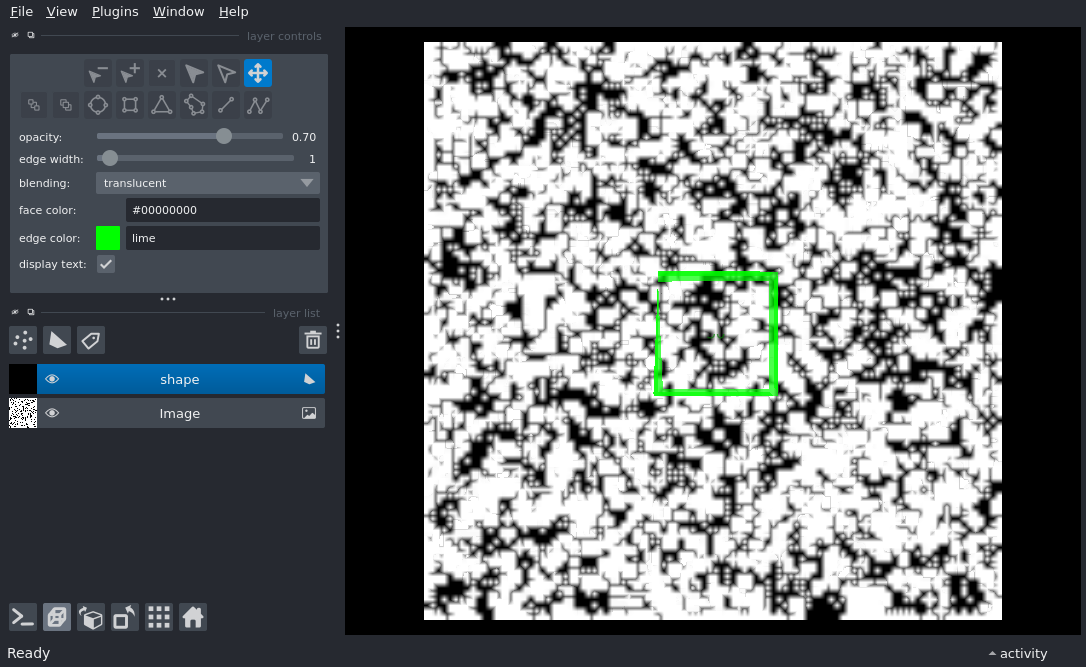 File View Plugins Window Help
layer controls
opacity: 0.70
edge width: 1
blending: translucent
face color: #00000000
edge color: lime
display text:
layer list
shape
Image
Ready
activity